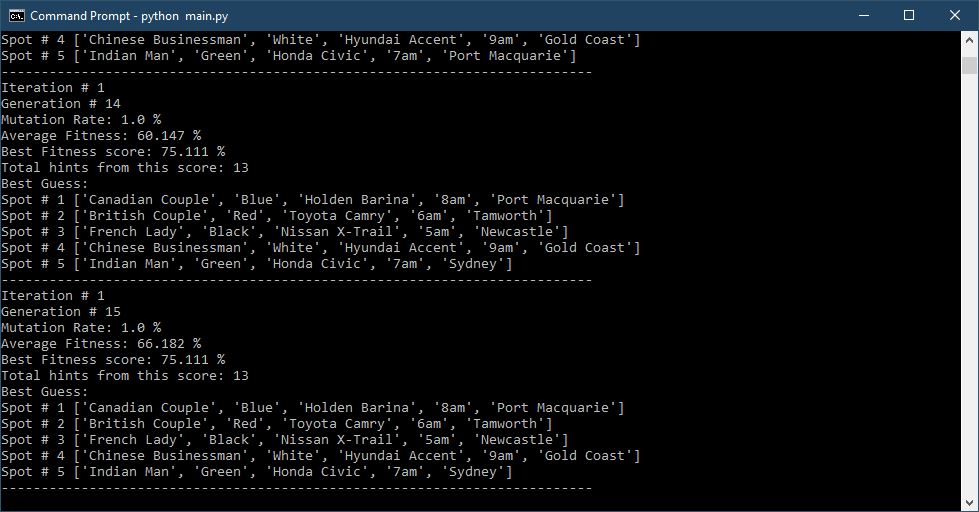 Command Prompt - python  main.py
Spot # 4 ['Chinese Businessman', 'White', 'Hyundai Accent', '9am', 'Gold Coast']
Spot # 5 ['Indian Man', 'Green', 'Honda Civic', '7am', 'Port Macquarie']
--------------------------------------------------------------------------
Iteration # 1
Generation # 14
Mutation Rate: 1.0 %
Average Fitness: 60.147 %
Best Fitness score: 75.111 %
Total hints from this score: 13
Best Guess:
Spot # 1 ['Canadian Couple', 'Blue', 'Holden Barina', '8am', 'Port Macquarie']
Spot # 2 ['British Couple', 'Red', 'Toyota Camry', '6am', 'Tamworth']
Spot # 3 ['French Lady', 'Black', 'Nissan X-Trail', '5am', 'Newcastle']
Spot # 4 ['Chinese Businessman', 'White', 'Hyundai Accent', '9am', 'Gold Coast']
Spot # 5 ['Indian Man', 'Green', 'Honda Civic', '7am', 'Sydney']
--------------------------------------------------------------------------
Iteration # 1
Generation # 15
Mutation Rate: 1.0 %
Average Fitness: 66.182 %
Best Fitness score: 75.111 %
Total hints from this score: 13
Best Guess:
Spot # 1 ['Canadian Couple', 'Blue', 'Holden Barina', '8am', 'Port Macquarie']
Spot # 2 ['British Couple', 'Red', 'Toyota Camry', '6am', 'Tamworth']
Spot # 3 ['French Lady', 'Black', 'Nissan X-Trail', '5am', 'Newcastle']
Spot # 4 ['Chinese Businessman', 'White', 'Hyundai Accent', '9am', 'Gold Coast']
Spot # 5 ['Indian Man', 'Green', 'Honda Civic', '7am', 'Sydney']
--------------------------------------------------------------------------